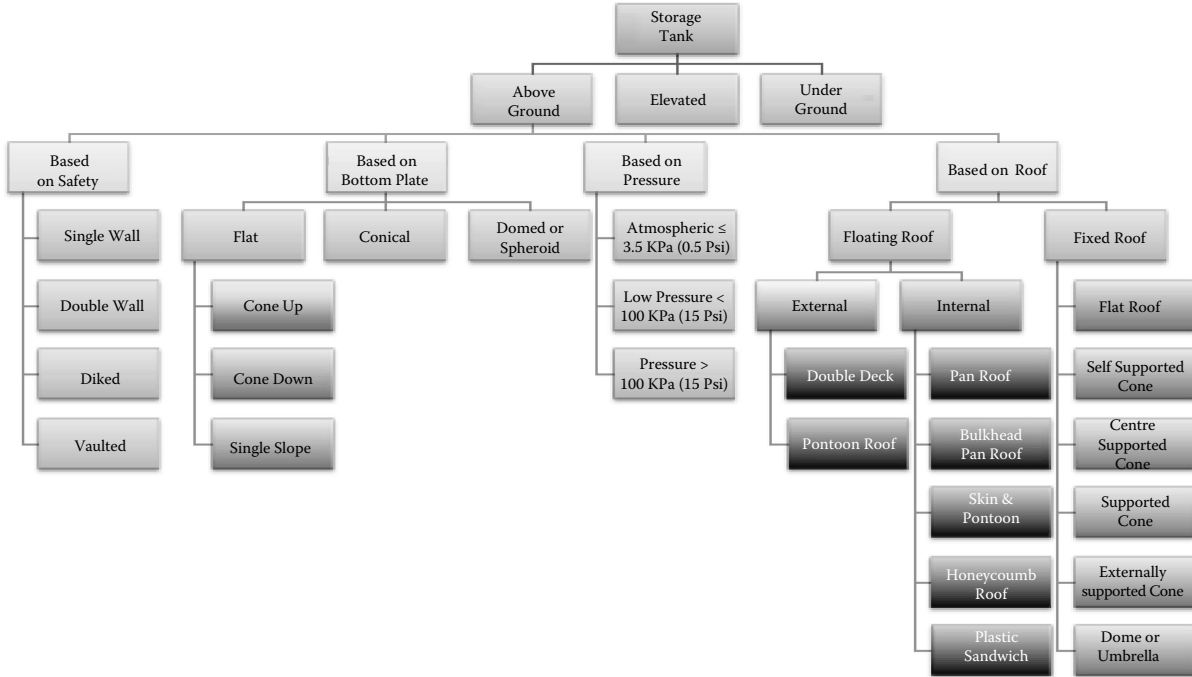 Storage
Tank
Above
Ground
Elevated
Under
Ground
Based
on Safety
Based on
Bottom Plate
Based on
Pressure
Based on Roof
Single Wall
Double Wall
Diked
Vaulted
Flat
Conical
Domed or
Spheroid
Cone Up
Cone Down
Single Slope
Atmospheric ≤
3.5 KPa (0.5 Psi)
Low Pressure <
100 KPa (15 Psi)
Pressure >
100 KPa (15 Psi)
Floating Roof
Fixed Roof
External
Internal
Double Deck
Pontoon Roof
Pan Roof
Bulkhead
Pan Roof
Skin &
Pontoon
Honeycoumb
Roof
Plastic
Sandwich
Flat Roof
Self Supported
Cone
Centre
Supported
Cone
Supported
Cone
Externally
supported Cone
Dome or
Umbrella